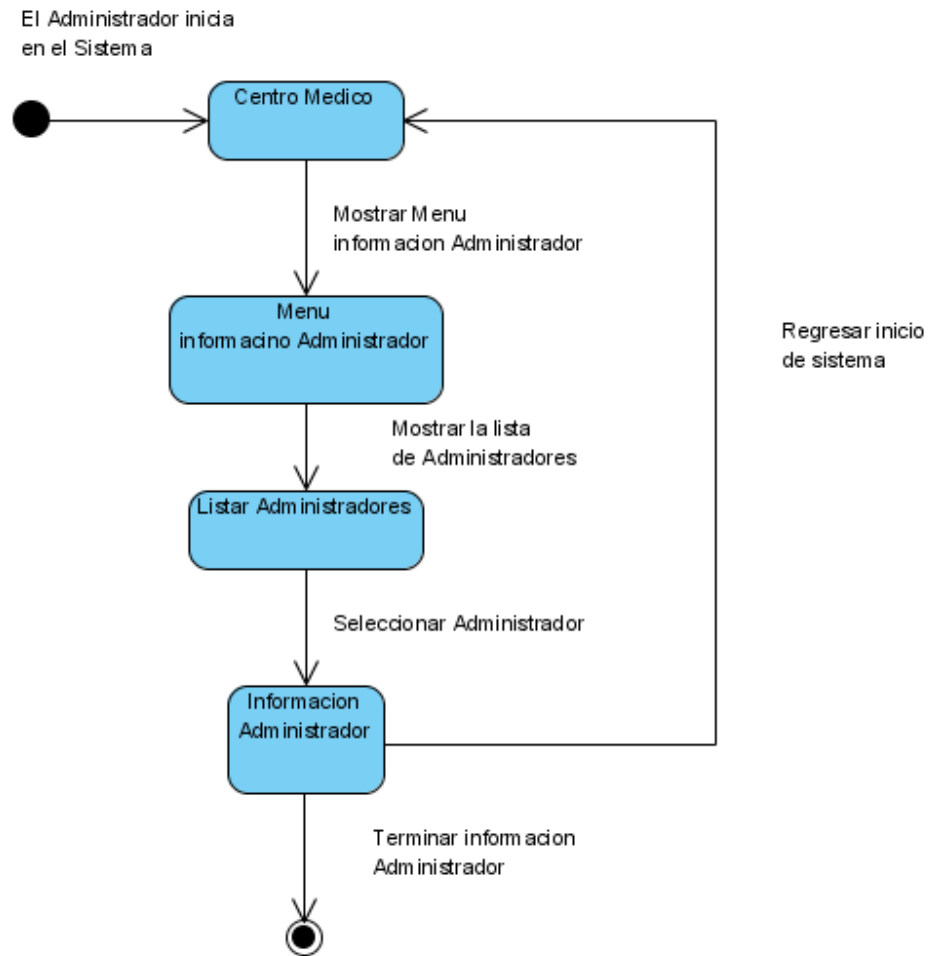 El Administrador inicia
en el Sistema
Centro Medico
Mostrar Menu
informacion Administrador
Menu
informacino Administrador
Regresar inicio
de sistema
Mostrar la lista
de Administradores
Listar Administradores
Seleccionar Administrador
Informacion
Administrador
Terminar informacion
Administrador